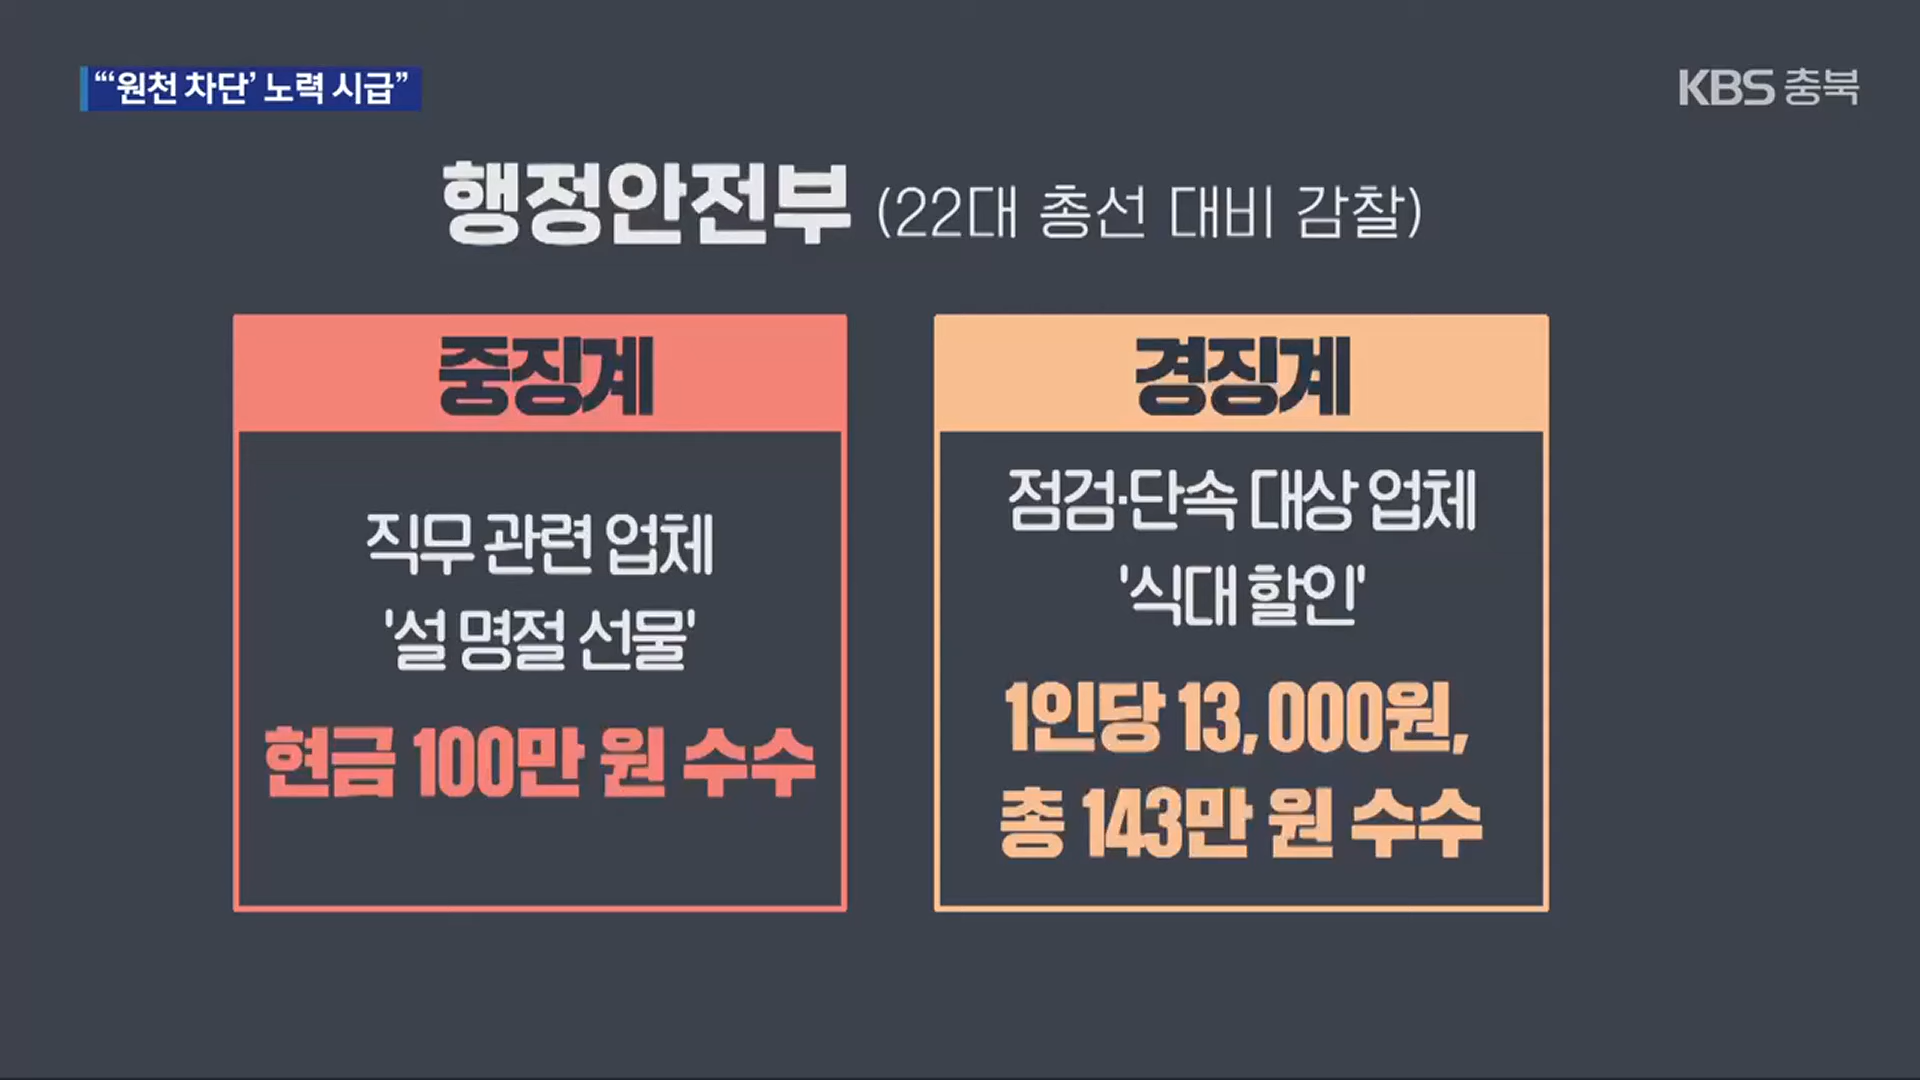 “‘원천 차단’ 노력 시급”
KBS 충북
행정안전부 (22대 총선 대비 감찰)
중징계
직무 관련 업체
'설 명절 선물'
현금 100만 원 수수
경징계
점검·단속 대상 업체
'식대 할인'
1인당 13,000원,
총 143만 원 수수